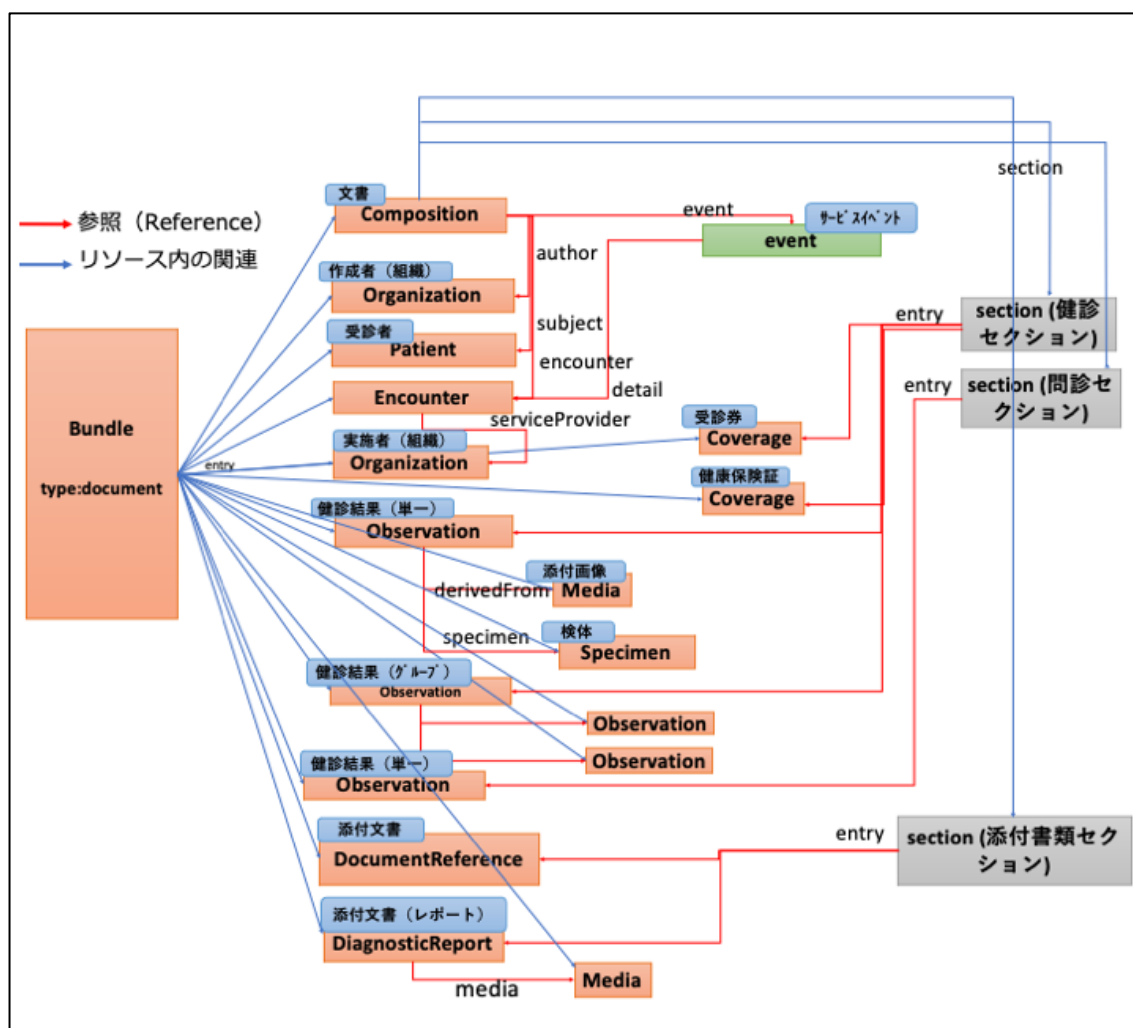 section
文書
Composition
event
サービスイベント
event
参照（Reference）
リソース内の関連
author
作成者（組織）
Organization
subject
受診者
Patient
encounter
Encounter
detail
serviceProvider
entry
section (健診
セクション)
entry
section (問診
セクション)
Bundle
type:document
entry
実施者（組織）
Organization
受診券
Coverage
健康保険証
Coverage
健診結果（単一）
Observation
添付画像
derivedFrom
Media
specimen
検体
Specimen
健診結果（グループ）
Observation
Observation
Observation
健診結果（単一）
Observation
添付文書
DocumentReference
entry
section (添付書類セク
ション)
添付文書（レポート）
DiagnosticReport
media
Media